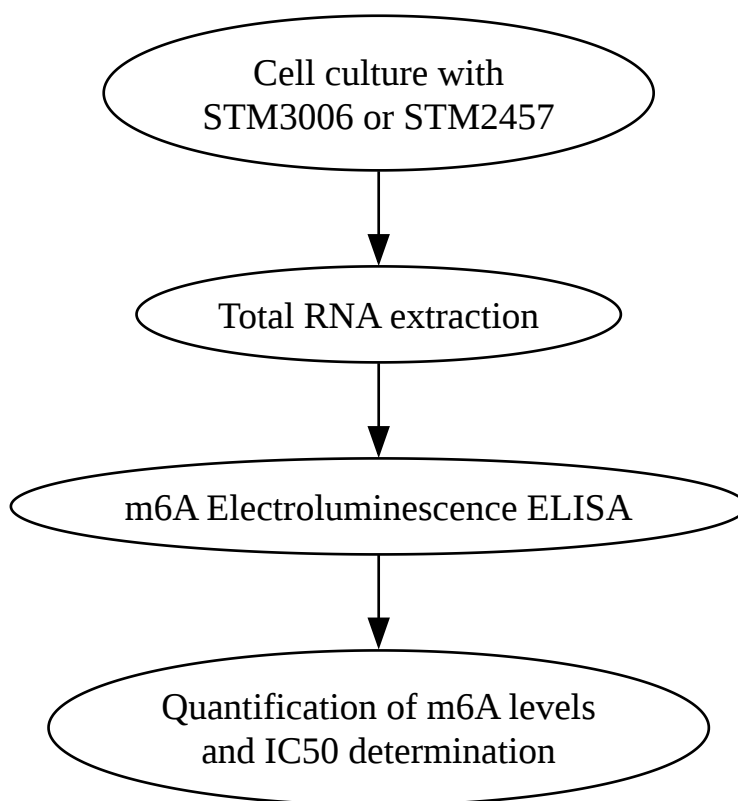 Cell culture with
STM3006 or STM2457
Total RNA extraction
m6A Electroluminescence ELISA
Quantification of m6A levels
and IC50 determination